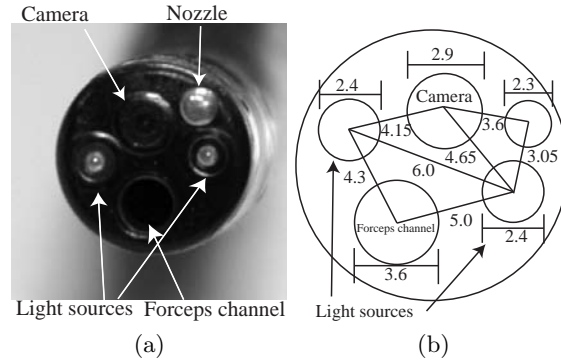 Camera
Nozzle
Light sources
Forceps channel
(a)
2.9
2.4
2.3
Camera
4.15
3.6
4.65
3.05
4.3
6.0
5.0
Forceps channel
2.4
3.6
Light sources
(b)